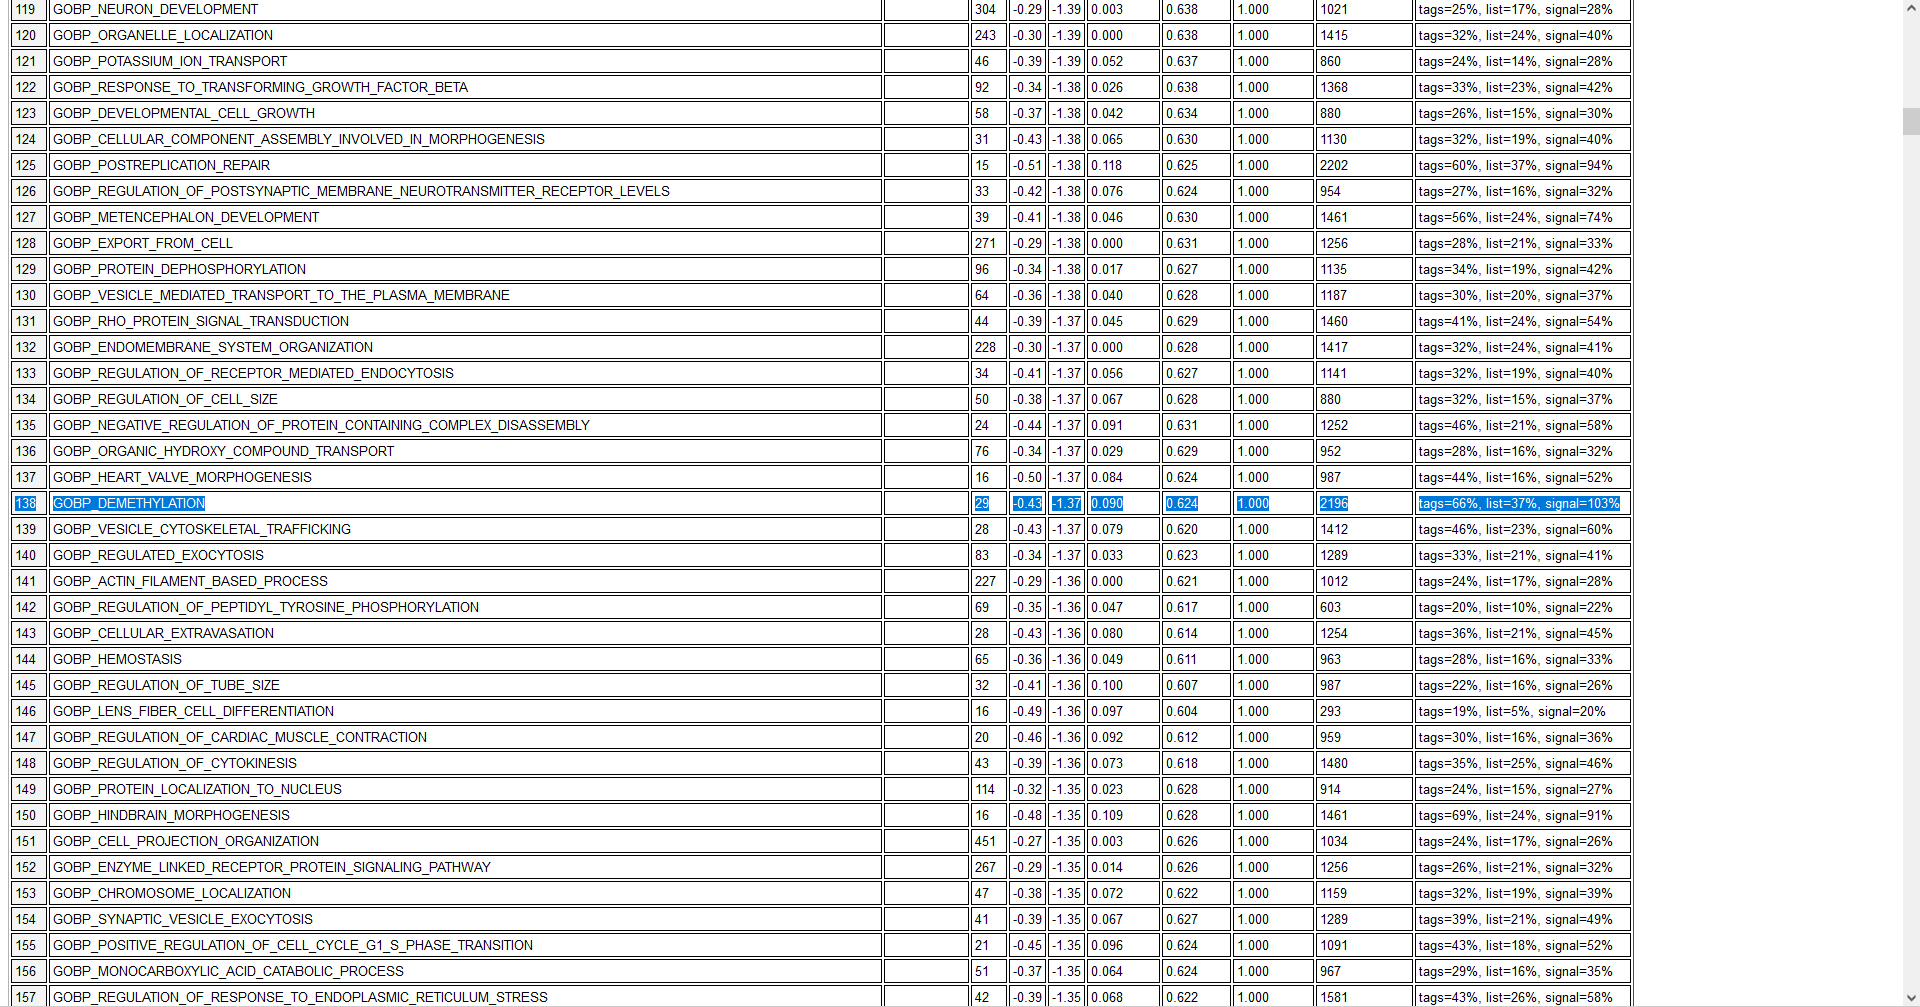 119 GOBP_NEURON_DEVELOPMENT 304 -0.29 -1.39 0.003 0.638 1.000 1021 tags=25%, list=17%, signal=28%
120 GOBP_ORGANELLE_LOCALIZATION 243 -0.30 -1.39 0.000 0.638 1.000 1415 tags=32%, list=24%, signal=40%
121 GOBP_POTASSIUM_ION_TRANSPORT 46 -0.39 -1.39 0.052 0.637 1.000 860 tags=24%, list=14%, signal=28%
122 GOBP_RESPONSE_TO_TRANSFORMING_GROWTH_FACTOR_BETA 92 -0.34 -1.38 0.026 0.638 1.000 1368 tags=33%, list=23%, signal=42%
123 GOBP_DEVELOPMENTAL_CELL_GROWTH 58 -0.37 -1.38 0.042 0.634 1.000 880 tags=26%, list=15%, signal=30%
124 GOBP_CELLULAR_COMPONENT_ASSEMBLY_INVOLVED_IN_MORPHOGENESIS 31 -0.43 -1.38 0.065 0.630 1.000 1130 tags=32%, list=19%, signal=40%
125 GOBP_POSTREPLICATION_REPAIR 15 -0.51 -1.38 0.118 0.625 1.000 2202 tags=60%, list=37%, signal=94%
126 GOBP_REGULATION_OF_POSTSYNAPTIC_MEMBRANE_NEUROTRANSMITTER_RECEPTOR_LEVELS 33 -0.42 -1.38 0.076 0.624 1.000 954 tags=27%, list=16%, signal=32%
127 GOBP_METENCEPHALON_DEVELOPMENT 39 -0.41 -1.38 0.046 0.630 1.000 1461 tags=56%, list=24%, signal=74%
128 GOBP_EXPORT_FROM_CELL 271 -0.29 -1.38 0.000 0.631 1.000 1256 tags=28%, list=21%, signal=33%
129 GOBP_PROTEIN_DEPHOSPHORYLATION 96 -0.34 -1.38 0.017 0.627 1.000 1135 tags=34%, list=19%, signal=42%
130 GOBP_VESICLE_MEDIATED_TRANSPORT_TO_THE_PLASMA_MEMBRANE 64 -0.36 -1.38 0.040 0.628 1.000 1187 tags=30%, list=20%, signal=37%
131 GOBP_RHO_PROTEIN_SIGNAL_TRANSDUCTION 44 -0.39 -1.37 0.045 0.629 1.000 1460 tags=41%, list=24%, signal=54%
132 GOBP_ENDOMEMBRANE_SYSTEM_ORGANIZATION 228 -0.30 -1.37 0.000 0.628 1.000 1417 tags=32%, list=24%, signal=41%
133 GOBP_REGULATION_OF_RECEPTOR_MEDIATED_ENDOCYTOSIS 34 -0.41 -1.37 0.056 0.627 1.000 1141 tags=32%, list=19%, signal=40%
134 GOBP_REGULATION_OF_CELL_SIZE 50 -0.38 -1.37 0.067 0.628 1.000 880 tags=32%, list=15%, signal=37%
135 GOBP_NEGATIVE_REGULATION_OF_PROTEIN_CONTAINING_COMPLEX_DISASSEMBLY 24 -0.44 -1.37 0.091 0.631 1.000 1252 tags=46%, list=21%, signal=58%
136 GOBP_ORGANIC_HYDROXY_COMPOUND_TRANSPORT 76 -0.34 -1.37 0.029 0.629 1.000 952 tags=28%, list=16%, signal=32%
137 GOBP_HEART_VALVE_MORPHOGENESIS 16 -0.50 -1.37 0.084 0.624 1.000 987 tags=44%, list=16%, signal=52%
138 GOBP_DEMETHYLATION 29 -0.43 -1.37 0.090 0.624 1.000 2196 tags=66%, list=37%, signal=103%
139 GOBP_VESICLE_CYTOSKELETAL_TRAFFICKING 28 -0.43 -1.37 0.079 0.620 1.000 1412 tags=46%, list=23%, signal=60%
140 GOBP_REGULATED_EXOCYTOSIS 83 -0.34 -1.37 0.033 0.623 1.000 1289 tags=33%, list=21%, signal=41%
141 GOBP_ACTIN_FILAMENT_BASED_PROCESS 227 -0.29 -1.36 0.000 0.621 1.000 1012 tags=24%, list=17%, signal=28%
142 GOBP_REGULATION_OF_PEPTIDYL_TYROSINE_PHOSPHORYLATION 69 -0.35 -1.36 0.047 0.617 1.000 603 tags=20%, list=10%, signal=22%
143 GOBP_CELLULAR_EXTRAVASATION 28 -0.43 -1.36 0.080 0.614 1.000 1254 tags=36%, list=21%, signal=45%
144 GOBP_HEMOSTASIS 65 -0.36 -1.36 0.049 0.611 1.000 963 tags=28%, list=16%, signal=33%
145 GOBP_REGULATION_OF_TUBE_SIZE 32 -0.41 -1.36 0.100 0.607 1.000 987 tags=22%, list=16%, signal=26%
146 GOBP_LENS_FIBER_CELL_DIFFERENTIATION 16 -0.49 -1.36 0.097 0.604 1.000 293 tags=19%, list=5%, signal=20%
147 GOBP_REGULATION_OF_CARDIAC_MUSCLE_CONTRACTION 20 -0.46 -1.36 0.092 0.612 1.000 959 tags=30%, list=16%, signal=36%
148 GOBP_REGULATION_OF_CYTOKINESIS 43 -0.39 -1.36 0.073 0.618 1.000 1480 tags=35%, list=25%, signal=46%
149 GOBP_PROTEIN_LOCALIZATION_TO_NUCLEUS 114 -0.32 -1.35 0.023 0.628 1.000 914 tags=24%, list=15%, signal=27%
150 GOBP_HINDBRAIN_MORPHOGENESIS 16 -0.48 -1.35 0.109 0.628 1.000 1461 tags=69%, list=24%, signal=91%
151 GOBP_CELL_PROJECTION_ORGANIZATION 451 -0.27 -1.35 0.003 0.626 1.000 1034 tags=24%, list=17%, signal=26%
152 GOBP_ENZYME_LINKED_RECEPTOR_PROTEIN_SIGNALING_PATHWAY 267 -0.29 -1.35 0.014 0.626 1.000 1256 tags=26%, list=21%, signal=32%
153 GOBP_CHROMOSOME_LOCALIZATION 47 -0.38 -1.35 0.072 0.622 1.000 1159 tags=32%, list=19%, signal=39%
154 GOBP_SYNAPTIC_VESICLE_EXOCYTOSIS 41 -0.39 -1.35 0.067 0.627 1.000 1289 tags=39%, list=21%, signal=49%
155 GOBP_POSITIVE_REGULATION_OF_CELL_CYCLE_G1_S_PHASE_TRANSITION 21 -0.45 -1.35 0.096 0.624 1.000 1091 tags=43%, list=18%, signal=52%
156 GOBP_MONOCARBOXYLIC_ACID_CATABOLIC_PROCESS 51 -0.37 -1.35 0.064 0.624 1.000 967 tags=29%, list=16%, signal=35%
157 GOBP_REGULATION_OF_RESPONSE_TO_ENDOPLASMIC_RETICULUM_STRESS 42 -0.39 -1.35 0.068 0.622 1.000 1581 tags=43%, list=26%, signal=58%